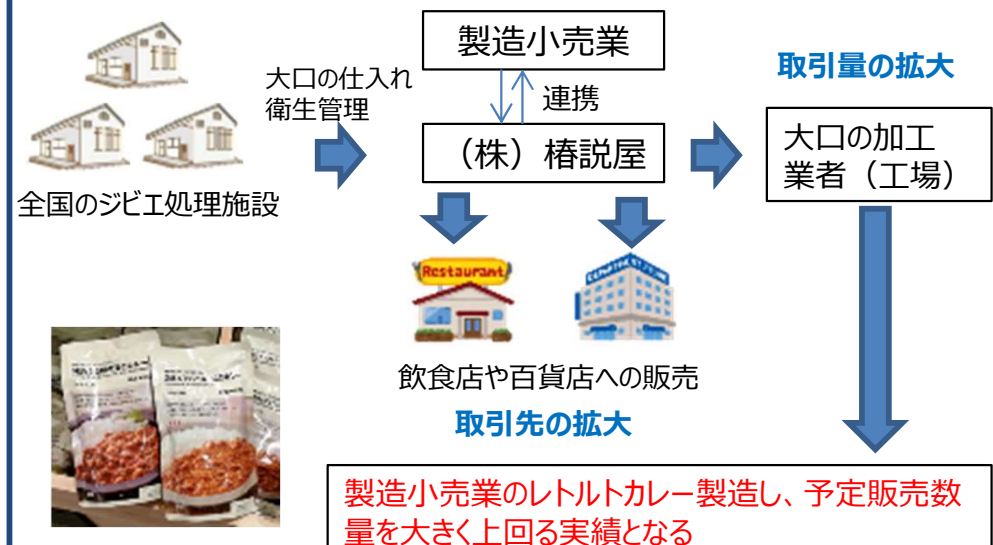 製造小売業
取引量の拡大
大口の仕入れ
衛生管理
連携
(株)椿説屋
大口の加工
業者(工場)
全国のジビエ処理施設
Restaurant
飲食店や百貨店への販売
取引先の拡大
製造小売業のレトルトカレー製造し、予定販売数
量を大きく上回る実績となる